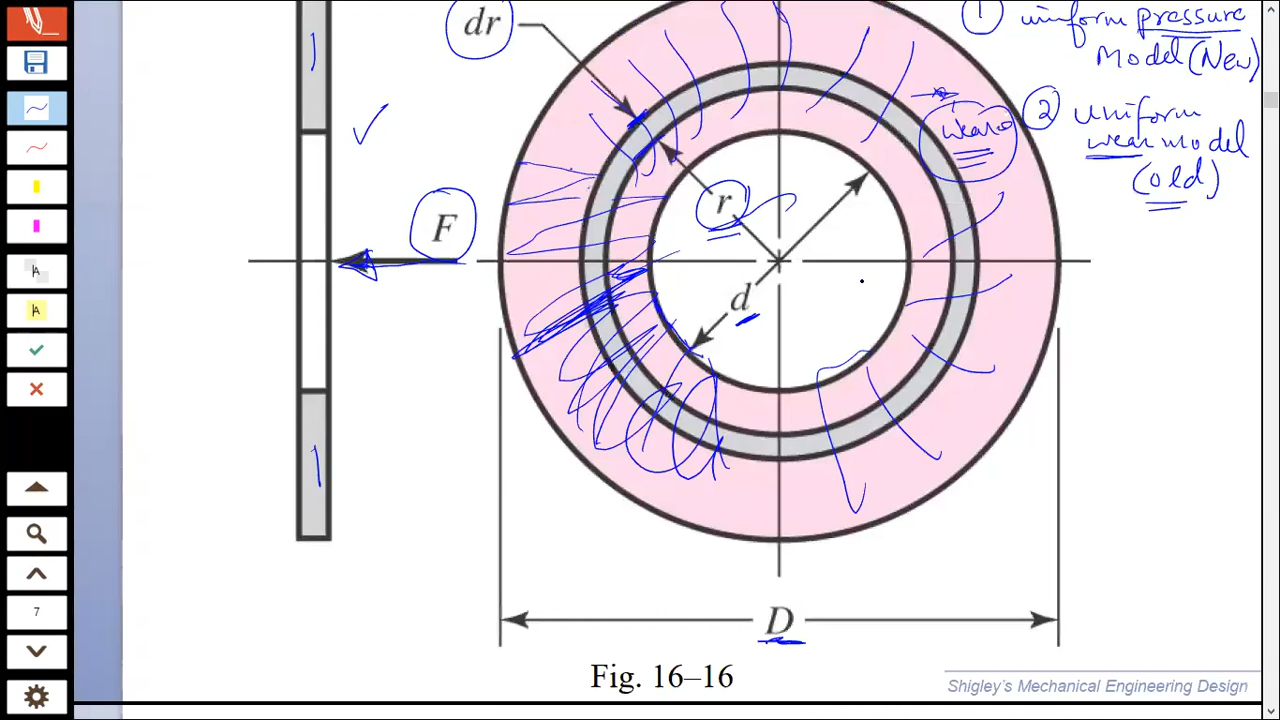 dr
① uniform pressure
Model (New)
② uniform
wear model
(old)
wear
r
F
d
D
7
Fig. 16–16
Shigley's Mechanical Engineering Design